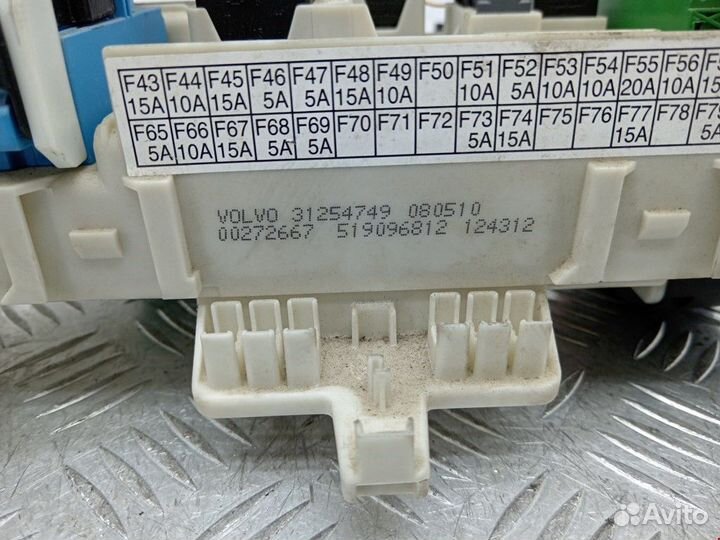 F43 F44 F45 F46 F47 F48 F49 F50 F51 F52 F53 F54 F55 F56
15A 10A 15A 5A 5A 15A 10A 10A 5A 10A 10A 20A 10A
F65 F66 F67 F68 F69 F70 F71 F72 F73 F74 F75 F76 F77 F78
5A 10A 15A 5A 5A 5A 15A 15A 5A
VOLVO 31254749 080510
00272667 519096812 124312
Avito